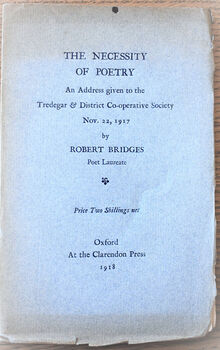 THE NECESSITY
OF POETRY
An Address given to the
Tredegar & District Co-operative Society
Nov. 22, 1917
by
ROBERT BRIDGES
Poet Laureate
Price Two Shillings net
Oxford
At the Clarendon Press
1918